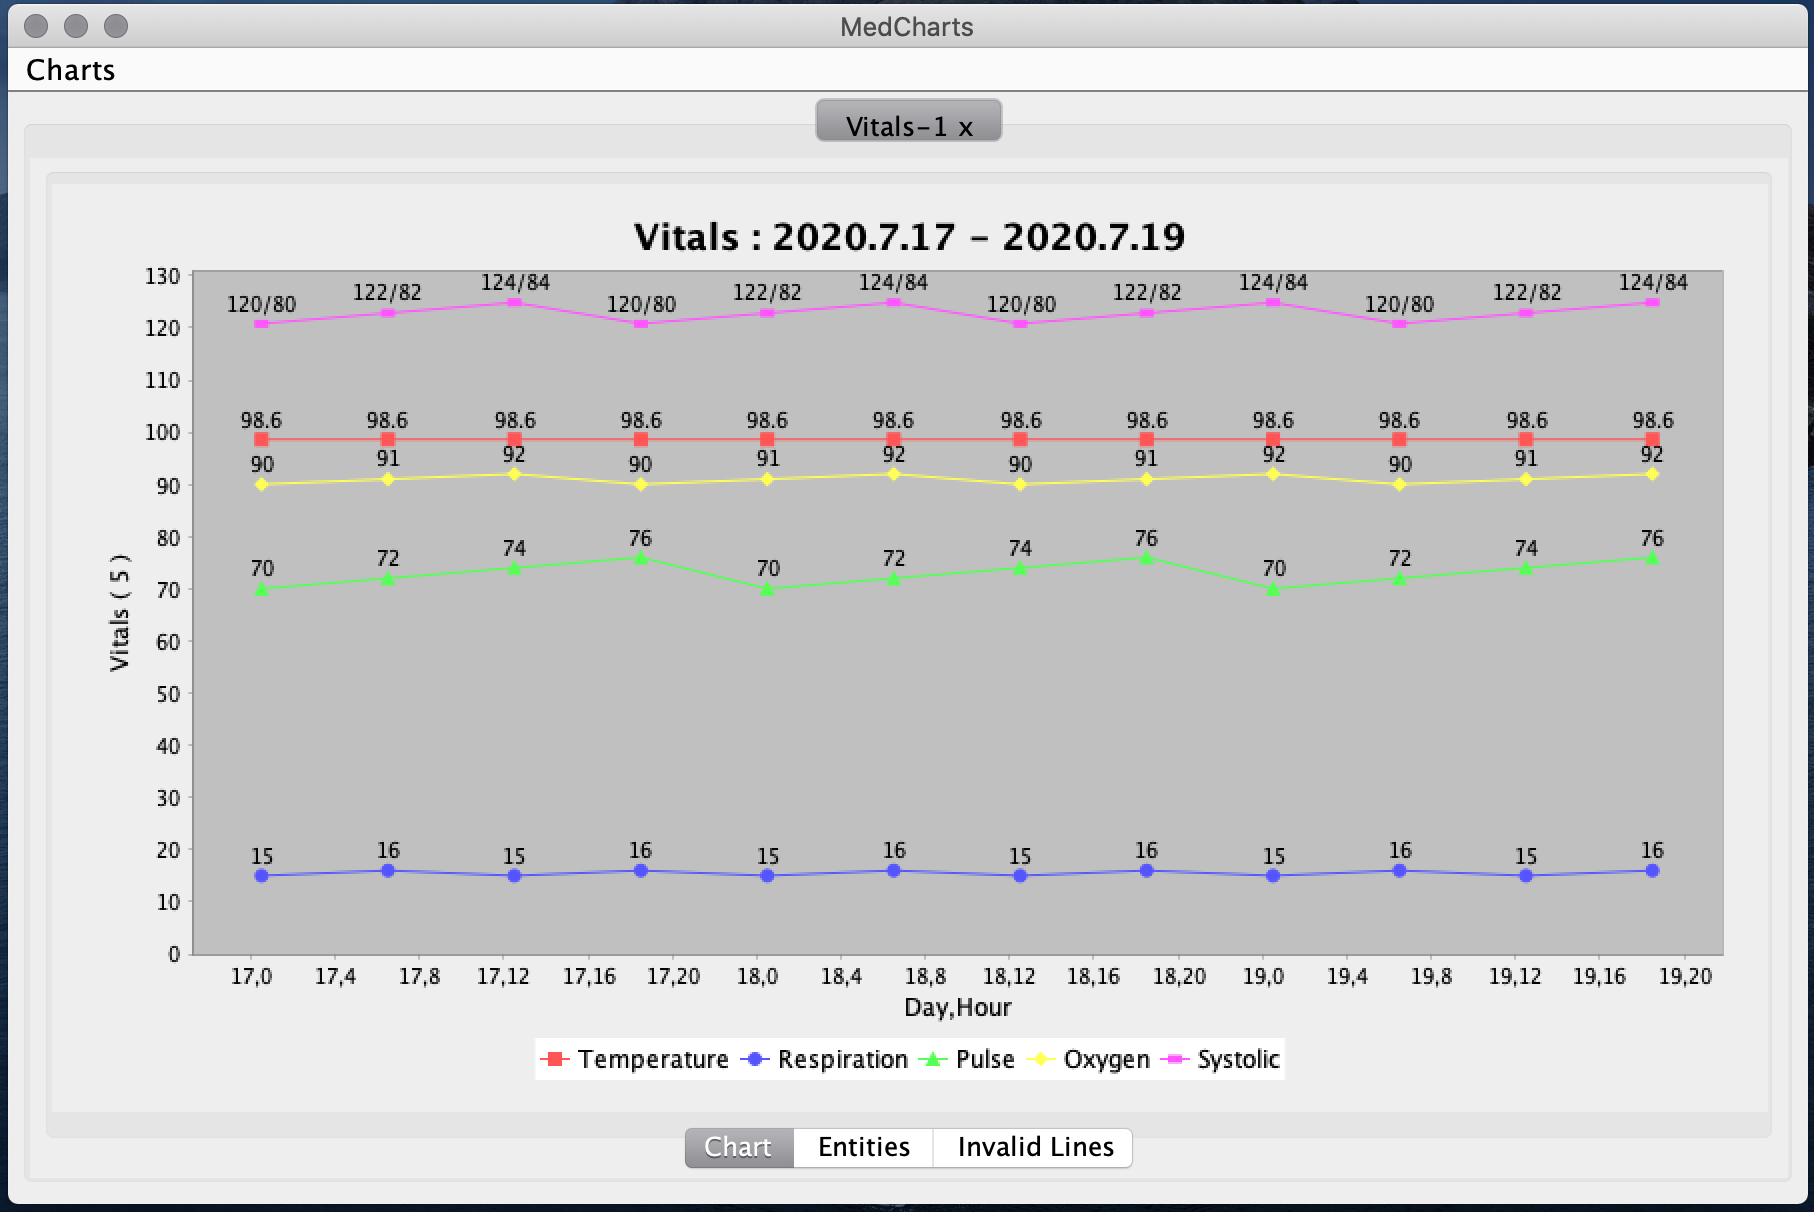 MedCharts
Charts
Vitals-1 x
Vitals : 2020.7.17 - 2020.7.19
130
120/80 122/82 124/84 120/80 122/82 124/84 120/80 122/82 124/84 120/80 122/82 124/84
120
110
98.6 98.6 98.6 98.6 98.6 98.6 98.6 98.6 98.6 98.6 98.6 98.6
100
90 91 92 90 91 92 90 91 92 90 91 92
90
80
70 72 74 76 70 72 74 76 70 72 74 76
70
60
50
40
30
20
15 16 15 16 15 16 15 16 15 16 15 16
10
0
Vitals ( 5 )
17,0 17,4 17,8 17,12 17,16 17,20 18,0 18,4 18,8 18,12 18,16 18,20 19,0 19,4 19,8 19,12 19,16 19,20
Day,Hour
Temperature Respiration Pulse Oxygen Systolic
Chart Entities Invalid Lines